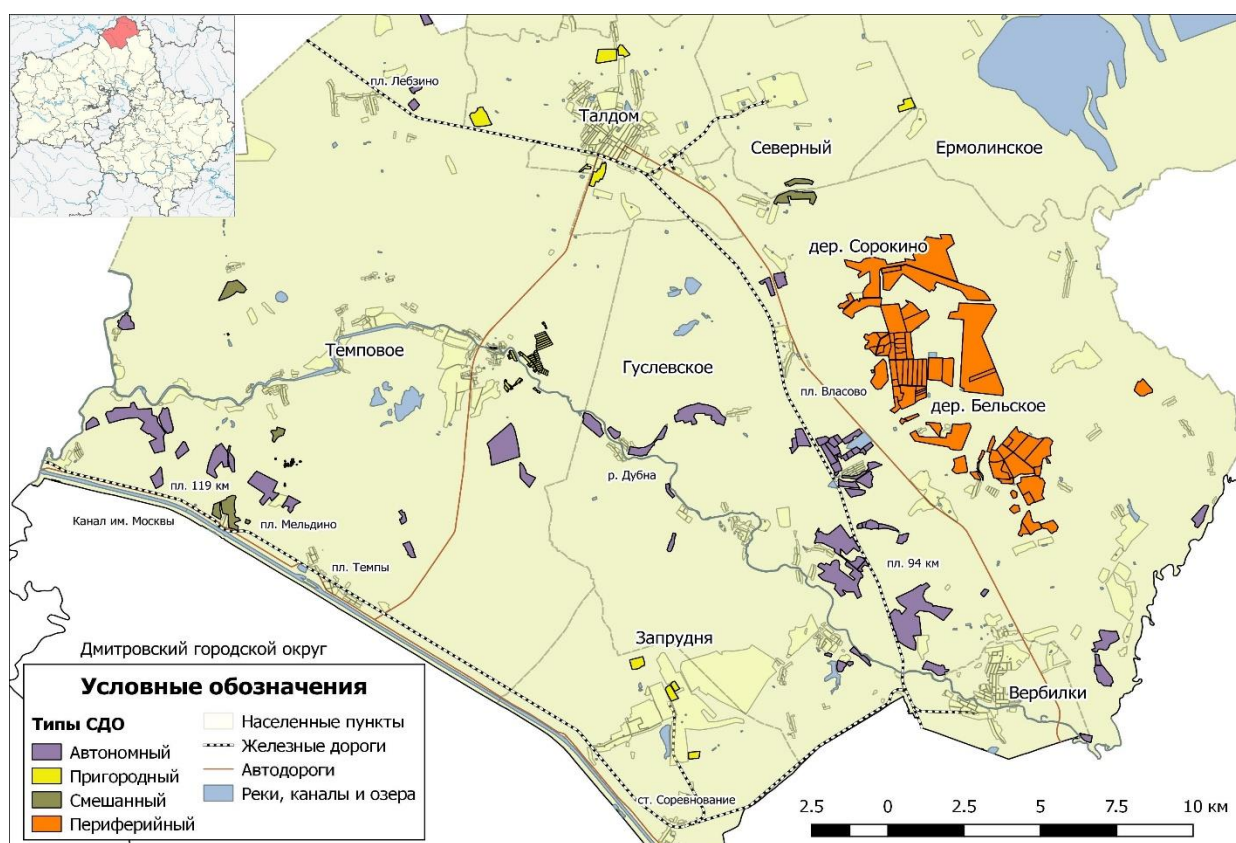 пл. Лебзино
Талдом
Северный
Ермолинское
дер. Сорокино
Темповое
Гуслевское
пл. Власово
дер. Бельское
р. Дубна
пл. 119 км
Канал им. Москвы
пл. Мельдино
пл. Темпы
пл. 94 км
Запрудня
Вербилки
Дмитровский городской округ
ст. Соревнование
Условные обозначения
Типы СДО
Автономный
Пригородный
Смешанный
Периферийный
Населенные пункты
Железные дороги
Автодороги
Реки, каналы и озера
2.5 0 2.5 5 7.5 10 км